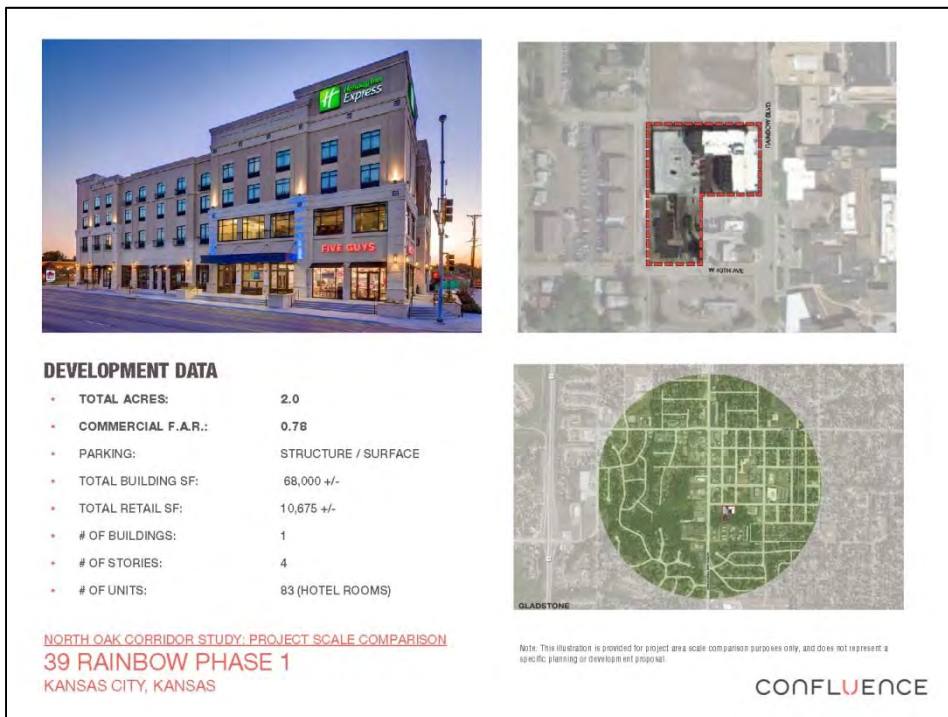 Holiday Inn
Express
FIVE GUYS
RAINBOW BLVD.
W 40TH AVE
DEVELOPMENT DATA
• TOTAL ACRES: 2.0
• COMMERCIAL F.A.R.: 0.78
• PARKING: STRUCTURE / SURFACE
• TOTAL BUILDING SF: 68,000 +/-
• TOTAL RETAIL SF: 10,675 +/-
• # OF BUILDINGS: 1
• # OF STORIES: 4
• # OF UNITS: 83 (HOTEL ROOMS)
GLADSTONE
NORTH OAK CORRIDOR STUDY: PROJECT SCALE COMPARISON
39 RAINBOW PHASE 1
KANSAS CITY, KANSAS
Note: This illustration is provided for project area scale comparison purposes only, and does not represent a
specific planning or development proposal.
CONFLUENCE